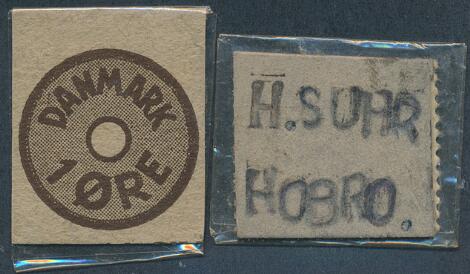 DANMARK
1 ØRE
H. SUHR
HOBRO.